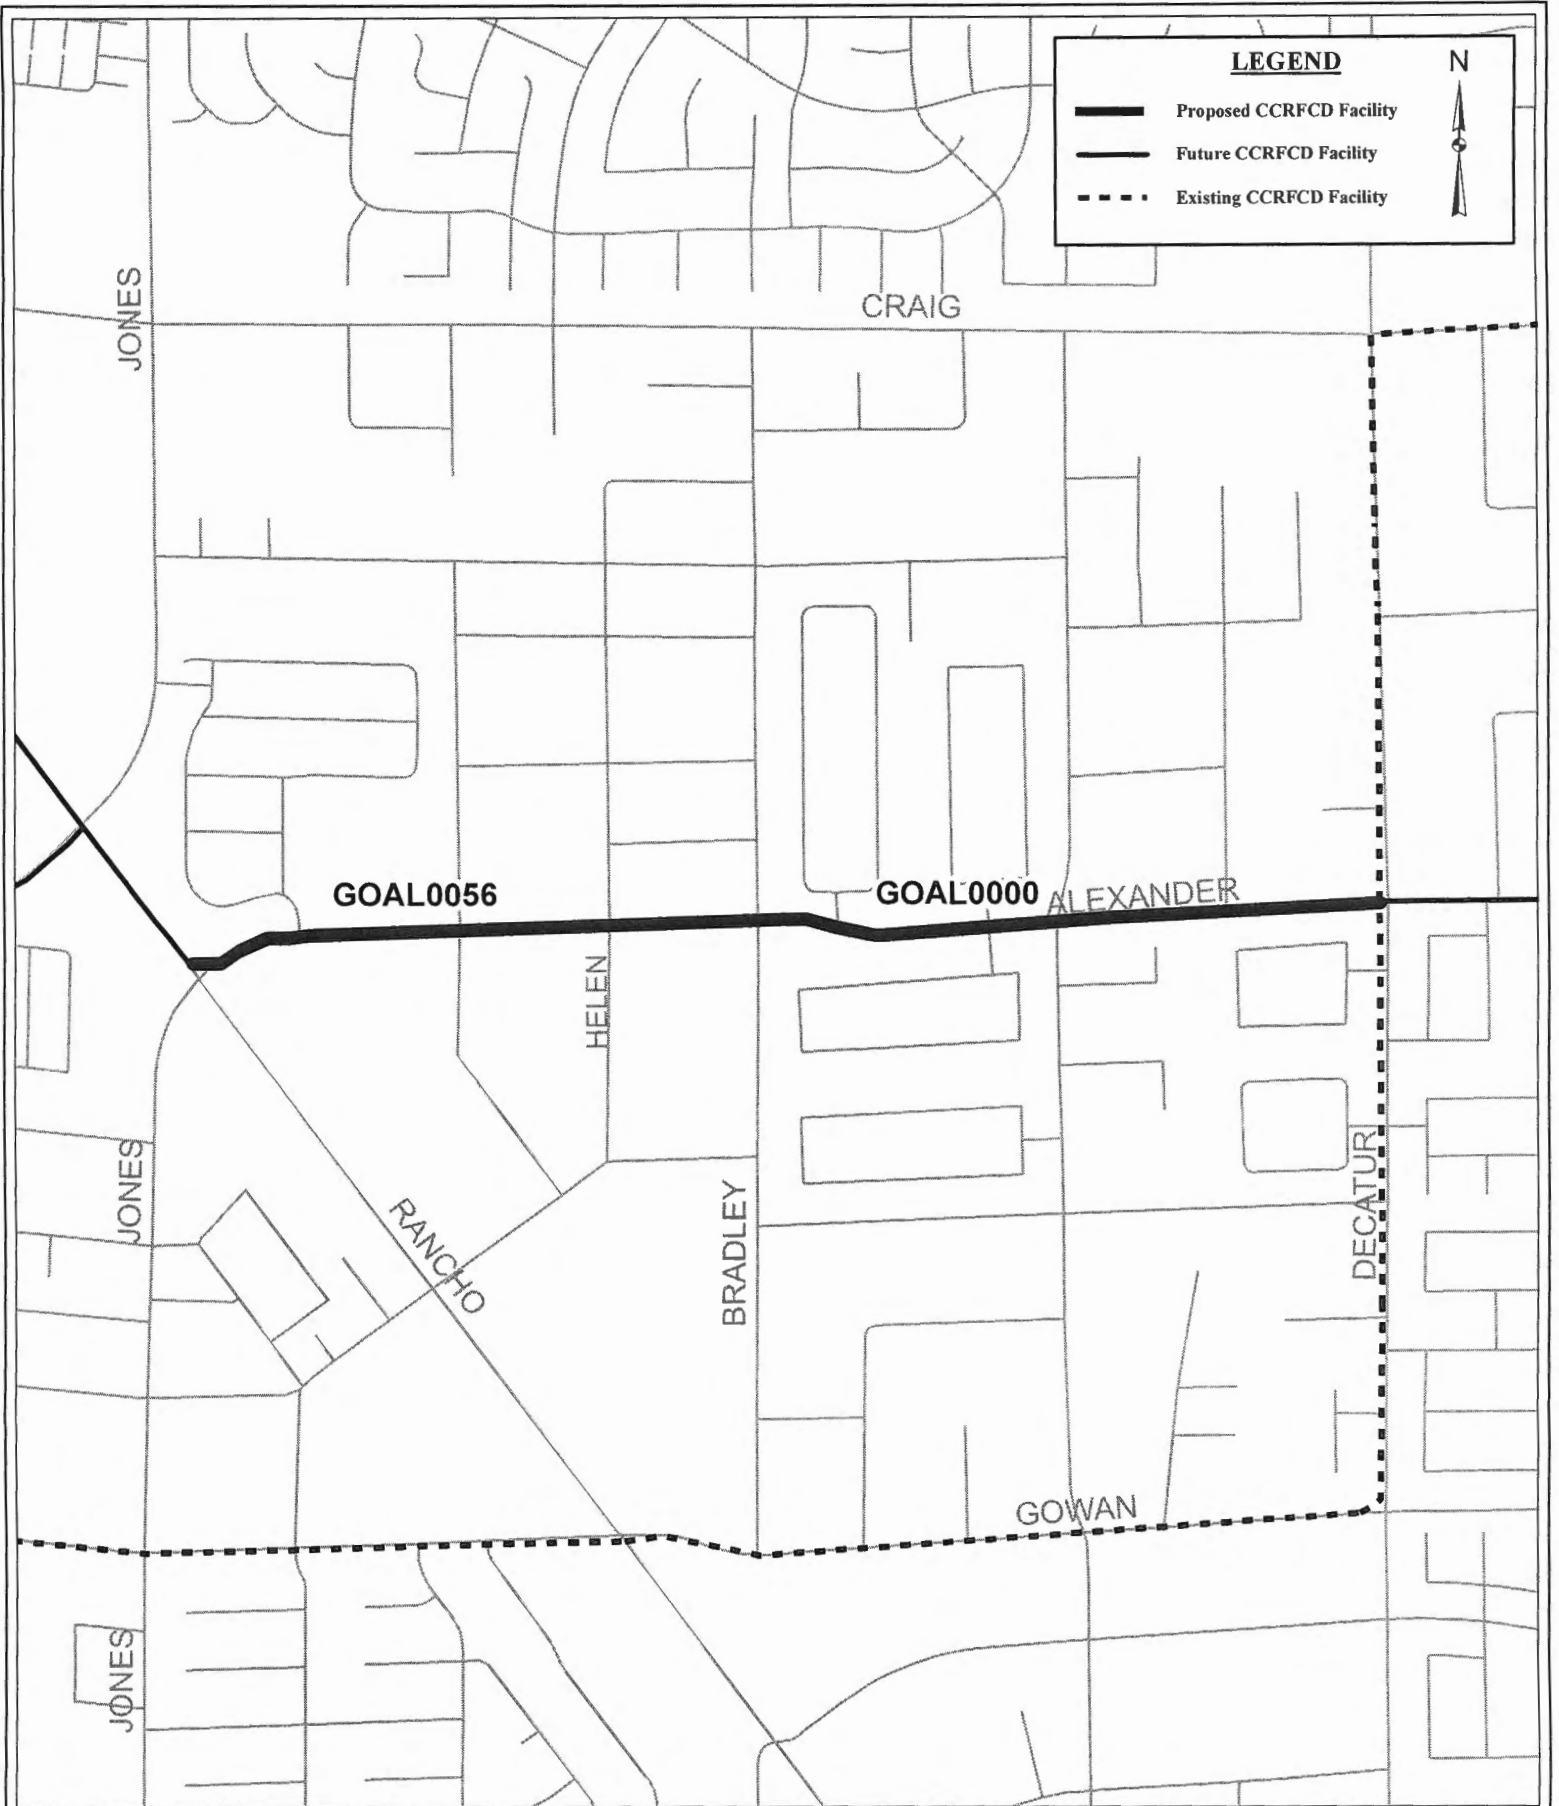 LEGEND
N
Proposed CCRFCD Facility
Future CCRFCD Facility
Existing CCRFCD Facility
JONES
CRAIG
GOAL0056
GOAL0000
ALEXANDER
HELEN
JONES
RANCHO
BRADLEY
DECATUR
GOWAN
JONES